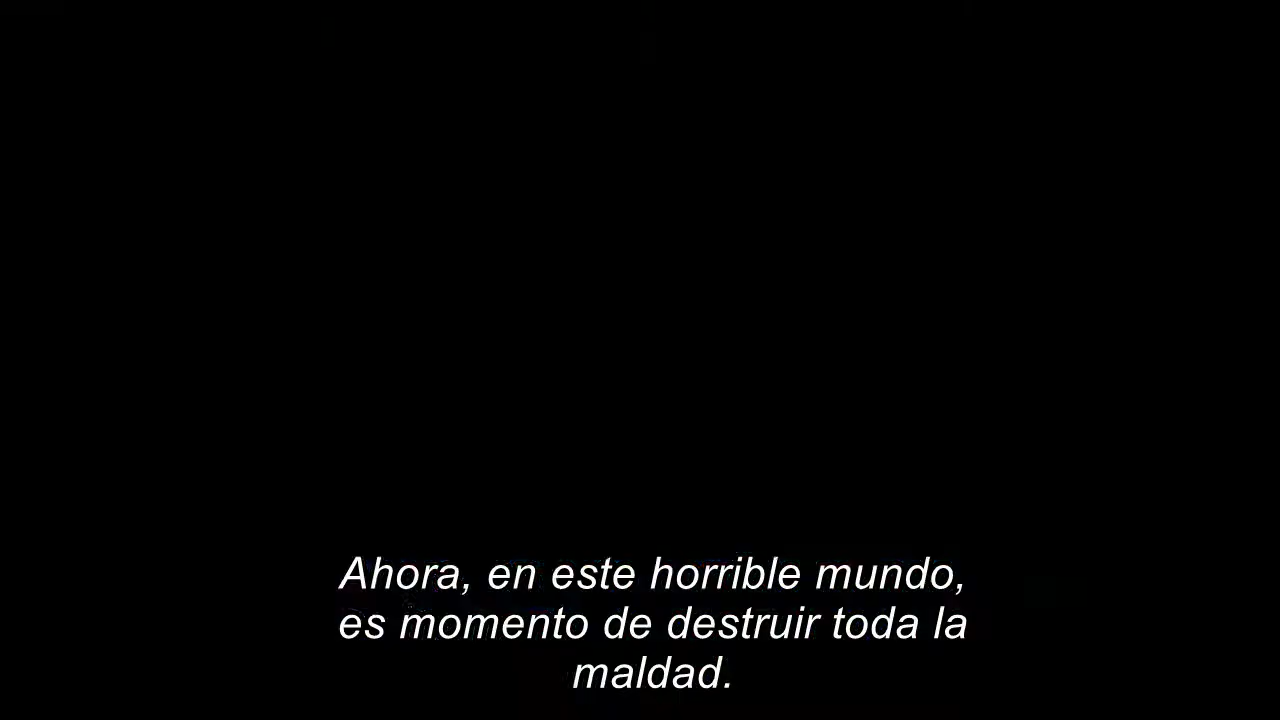 Ahora, en este horrible mundo,
es momento de destruir toda la
maldad.